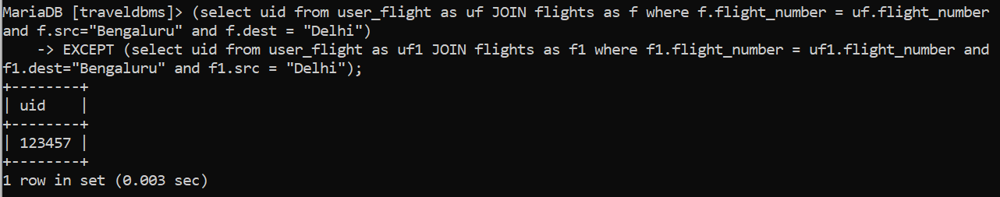 MariaDB [traveldbms]> (select uid from user_flight as uf JOIN flights as f where f.flight_number = uf.flight_number
and f.src="Bengaluru" and f.dest = "Delhi")
    -> EXCEPT (select uid from user_flight as uf1 JOIN flights as f1 where f1.flight_number = uf1.flight_number and
f1.dest="Bengaluru" and f1.src = "Delhi");
+--------+
| uid    |
+--------+
| 123457 |
+--------+
1 row in set (0.003 sec)